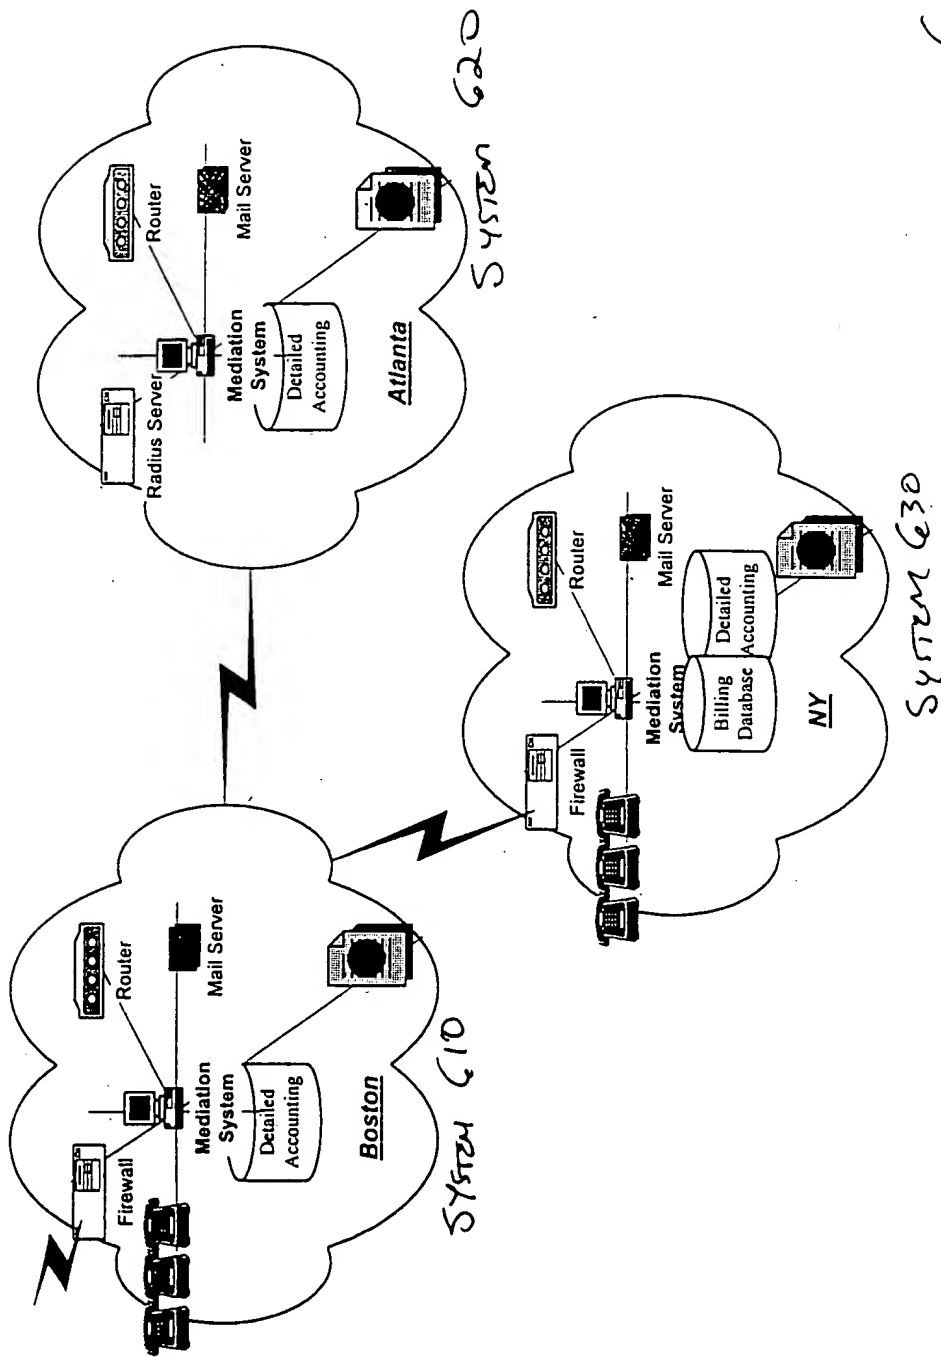 Firewall
Router
Mail Server
Mediation
System
Detailed
Accounting
Boston
SYSTEM 610
Radius Server
Router
Mail Server
Mediation
System
Detailed
Accounting
Atlanta
SYSTEM 620
Firewall
Router
Mail Server
Mediation
System
Billing
Database
Detailed
Accounting
NY
SYSTEM 630